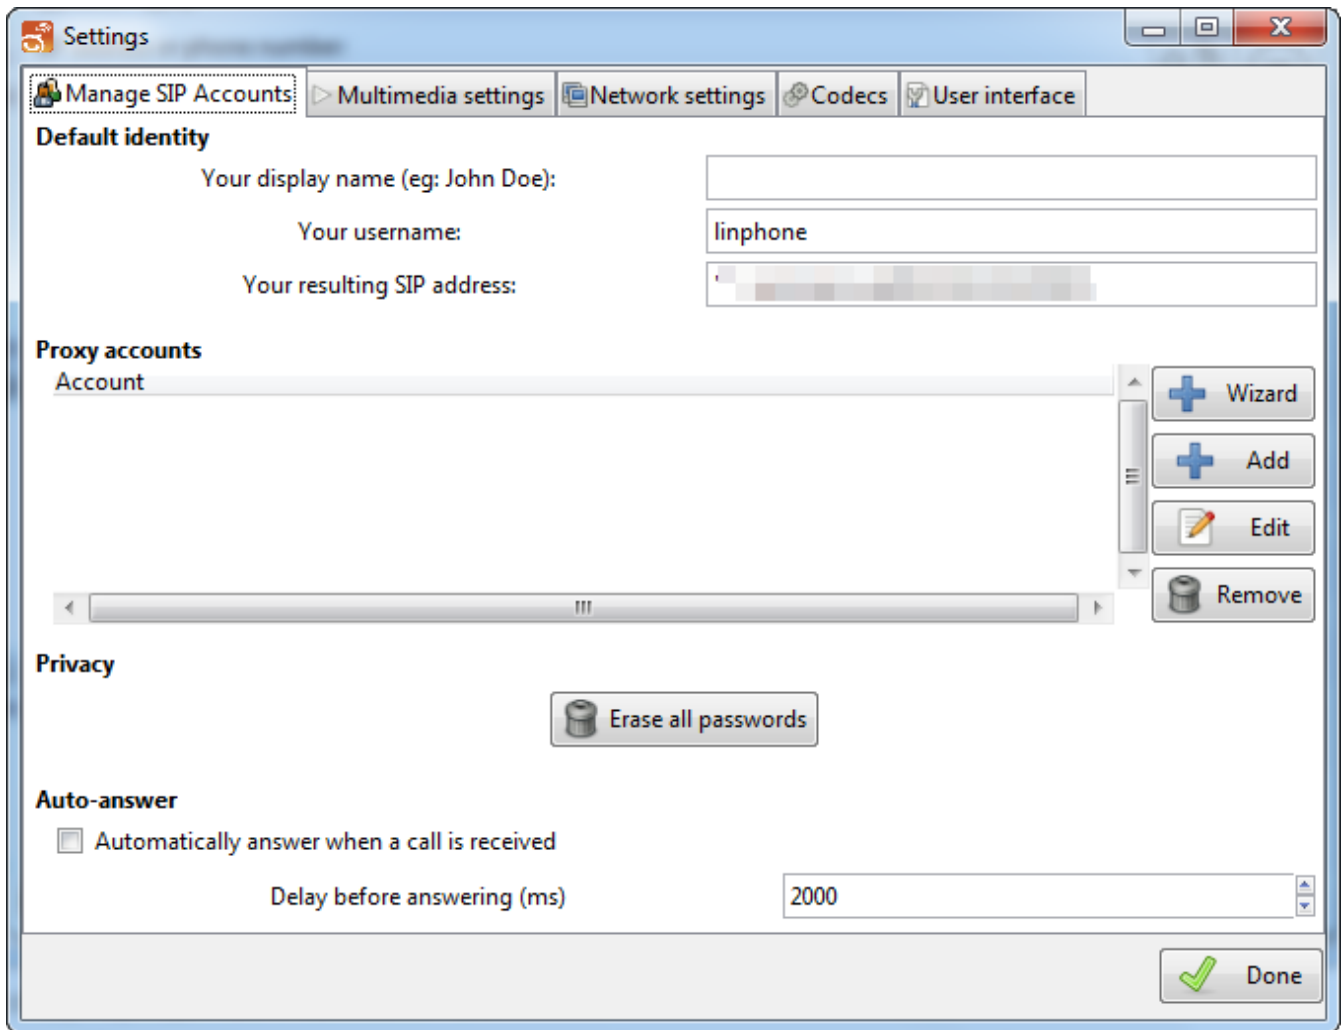 Settings
Manage SIP Accounts Multimedia settings Network settings Codecs User interface
Default identity
Your display name (eg: John Doe):
Your username: linphone
Your resulting SIP address:
Proxy accounts
Account
Wizard
Add
Edit
Remove
Privacy
Erase all passwords
Auto-answer
Automatically answer when a call is received
Delay before answering (ms) 2000
Done